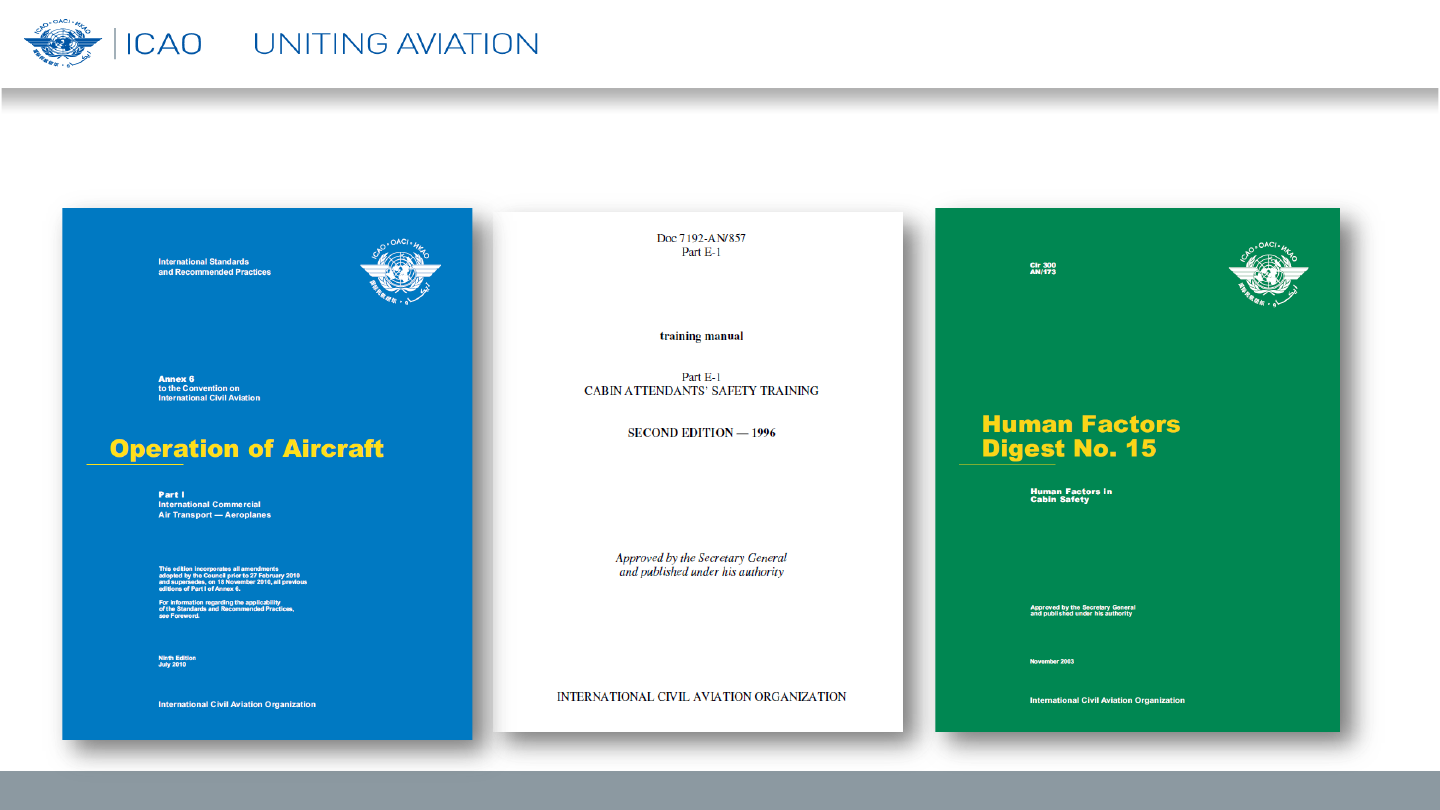 ICAO · OACI · ИКАО
ICAO UNITING AVIATION
International Standards
and Recommended Practices
ICAO · OACI · ИКАО
Annex 6
to the Convention on
International Civil Aviation
Operation of Aircraft
Part I
International Commercial
Air Transport — Aeroplanes
This edition incorporates all amendments
adopted by the Council prior to 27 February 2010
and supersedes, on 18 November 2010, all previous
editions of Part I of Annex 6.
For information regarding the applicability
of the Standards and Recommended Practices,
see Foreword.
Ninth Edition
July 2010
International Civil Aviation Organization
Doc 7192-AN/857
Part E-1
training manual
Part E-1
CABIN ATTENDANTS' SAFETY TRAINING
SECOND EDITION — 1996
Approved by the Secretary General
and published under his authority
INTERNATIONAL CIVIL AVIATION ORGANIZATION
Cir 300
AN/173
ICAO · OACI · ИКАО
Human Factors
Digest No. 15
Human Factors in
Cabin Safety
Approved by the Secretary General
and published under his authority
November 2003
International Civil Aviation Organization